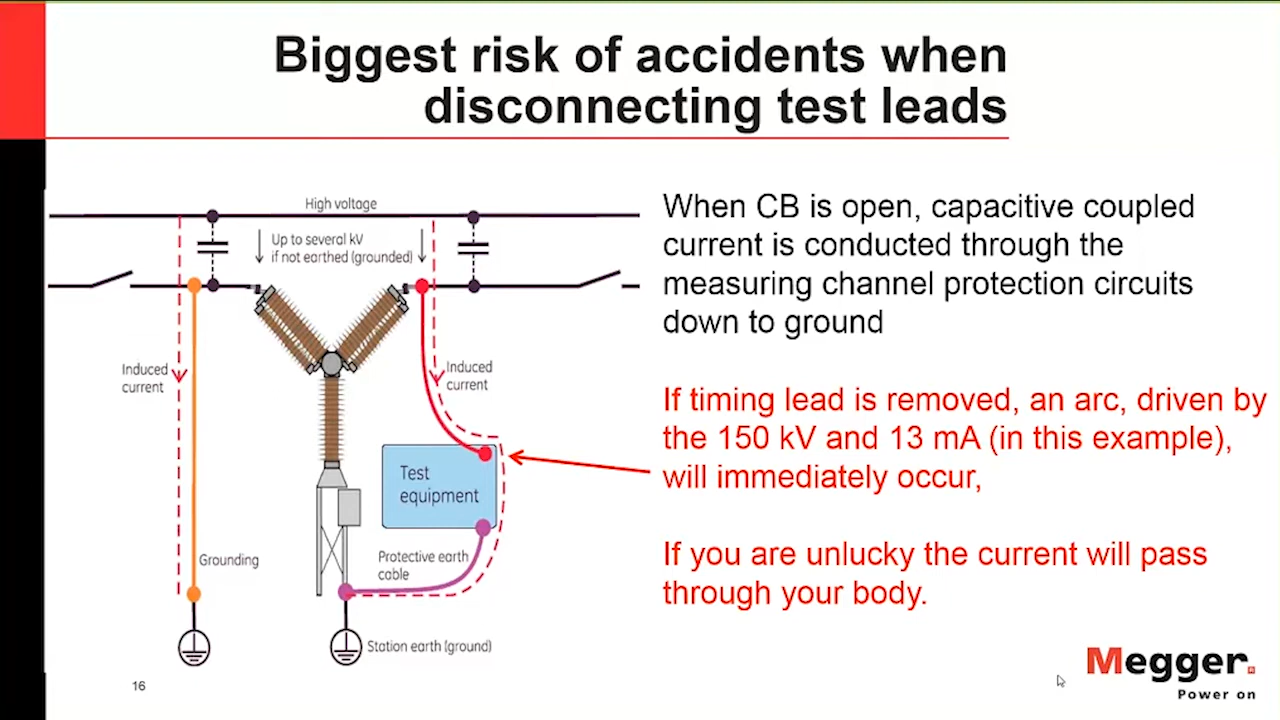 Biggest risk of accidents when
disconnecting test leads
High voltage
Up to several kV
if not earthed (grounded)
Induced
current
Induced
current
Test
equipment
Grounding
Protective earth
cable
Station earth (ground)
When CB is open, capacitive coupled
current is conducted through the
measuring channel protection circuits
down to ground
If timing lead is removed, an arc, driven by
the 150 kV and 13 mA (in this example),
will immediately occur,
If you are unlucky the current will pass
through your body.
16
Megger.
Power on